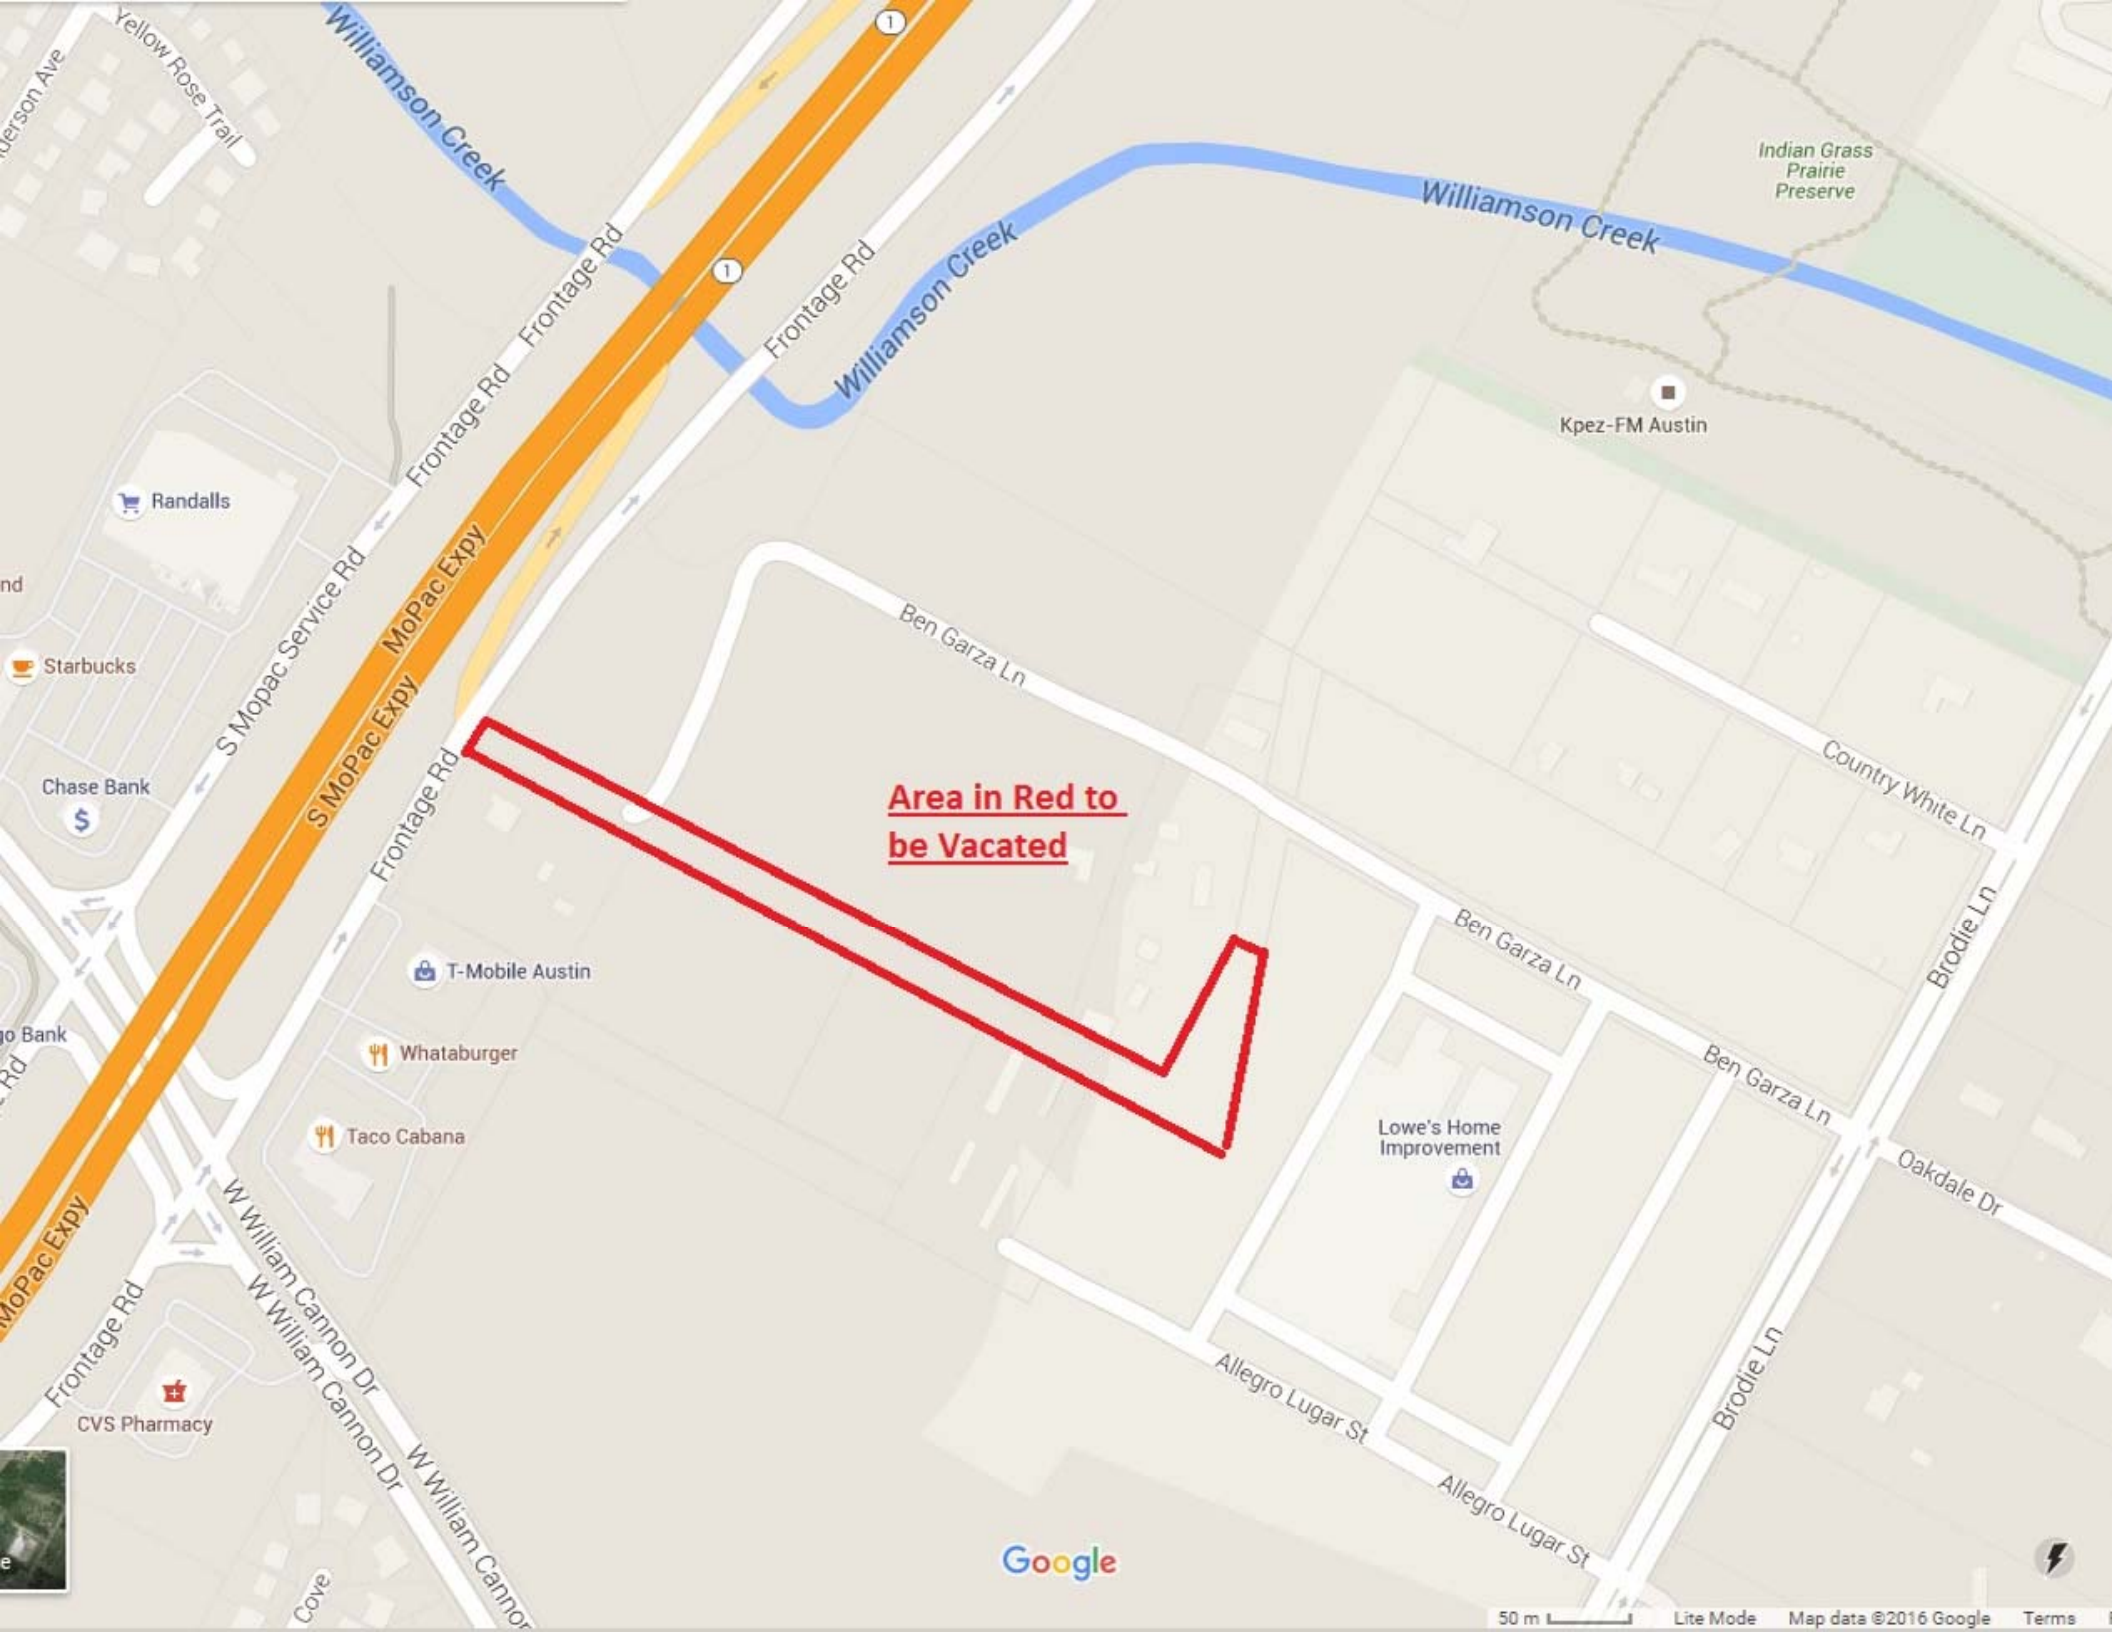 1
Yellow Rose Trail
Williamson Creek
Indian Grass
Prairie
Preserve
Williamson Creek
Frontage Rd
Williamson Creek
1
Frontage Rd
Frontage Rd
Kpez-FM Austin
Randalls
MoPac Expy
S Mopac Service Rd
Starbucks
Ben Garza Ln
S MoPac Expy
Country White Ln
Chase Bank
$
Frontage Rd
Area in Red to
be Vacated
Ben Garza Ln
Brodie Ln
T-Mobile Austin
Whataburger
Ben Garza Ln
Lowe's Home
Improvement
Taco Cabana
Oakdale Dr
MoPac Expy
W William Cannon Dr
W William Cannon Dr
Frontage Rd
Allegro Lugar St
Brodie Ln
CVS Pharmacy
W William Cannon
Allegro Lugar St
Google
Cove
50 m
Lite Mode
Map data ©2016 Google
Terms